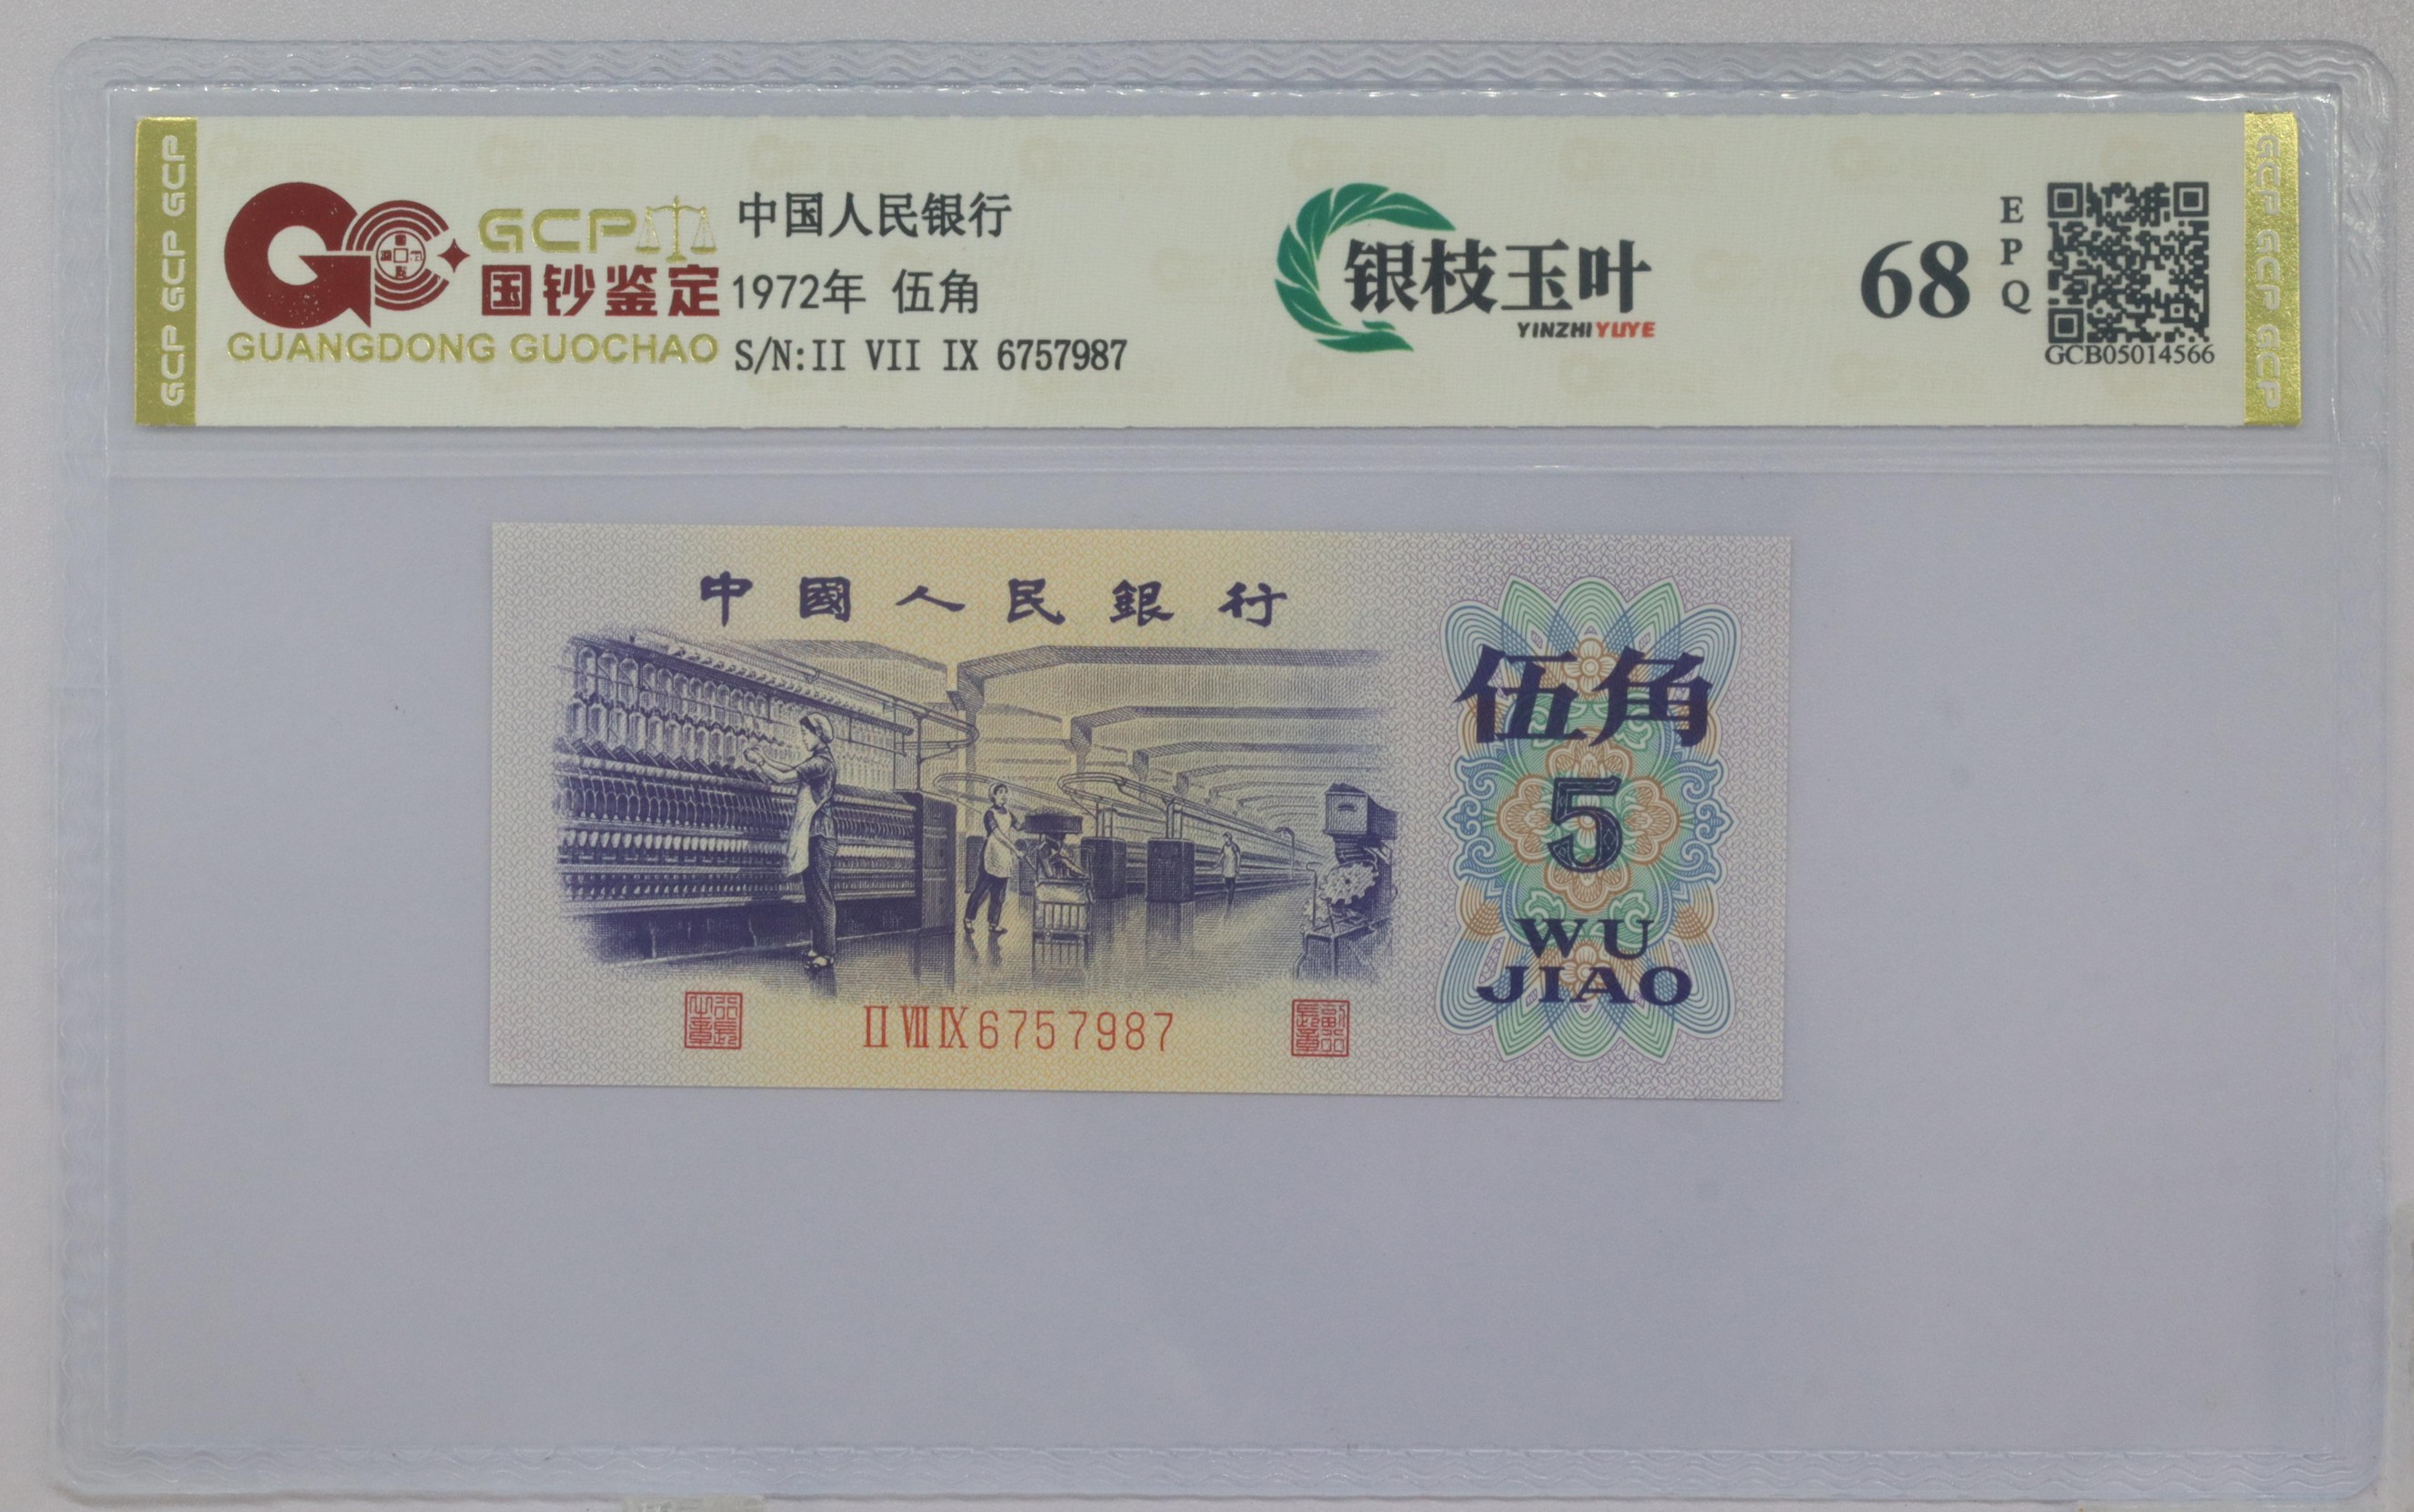 GCP GCP GCP
GCP
国钞鉴定
GUANGDONG GUOCHAO
中国人民银行
1972年 伍角
S/N:II VII IX 6757987
银枝玉叶
YINZHI YUYE
68
EPQ
GCB05014566
GCP GCP GCP
中國人民銀行
伍角
5
WU
JIAO
II VII IX 6757987